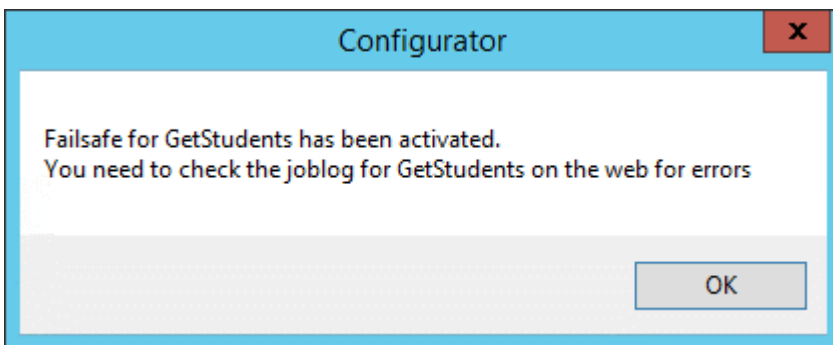 Configurator
x
Failsafe for GetStudents has been activated.
You need to check the joblog for GetStudents on the web for errors
OK